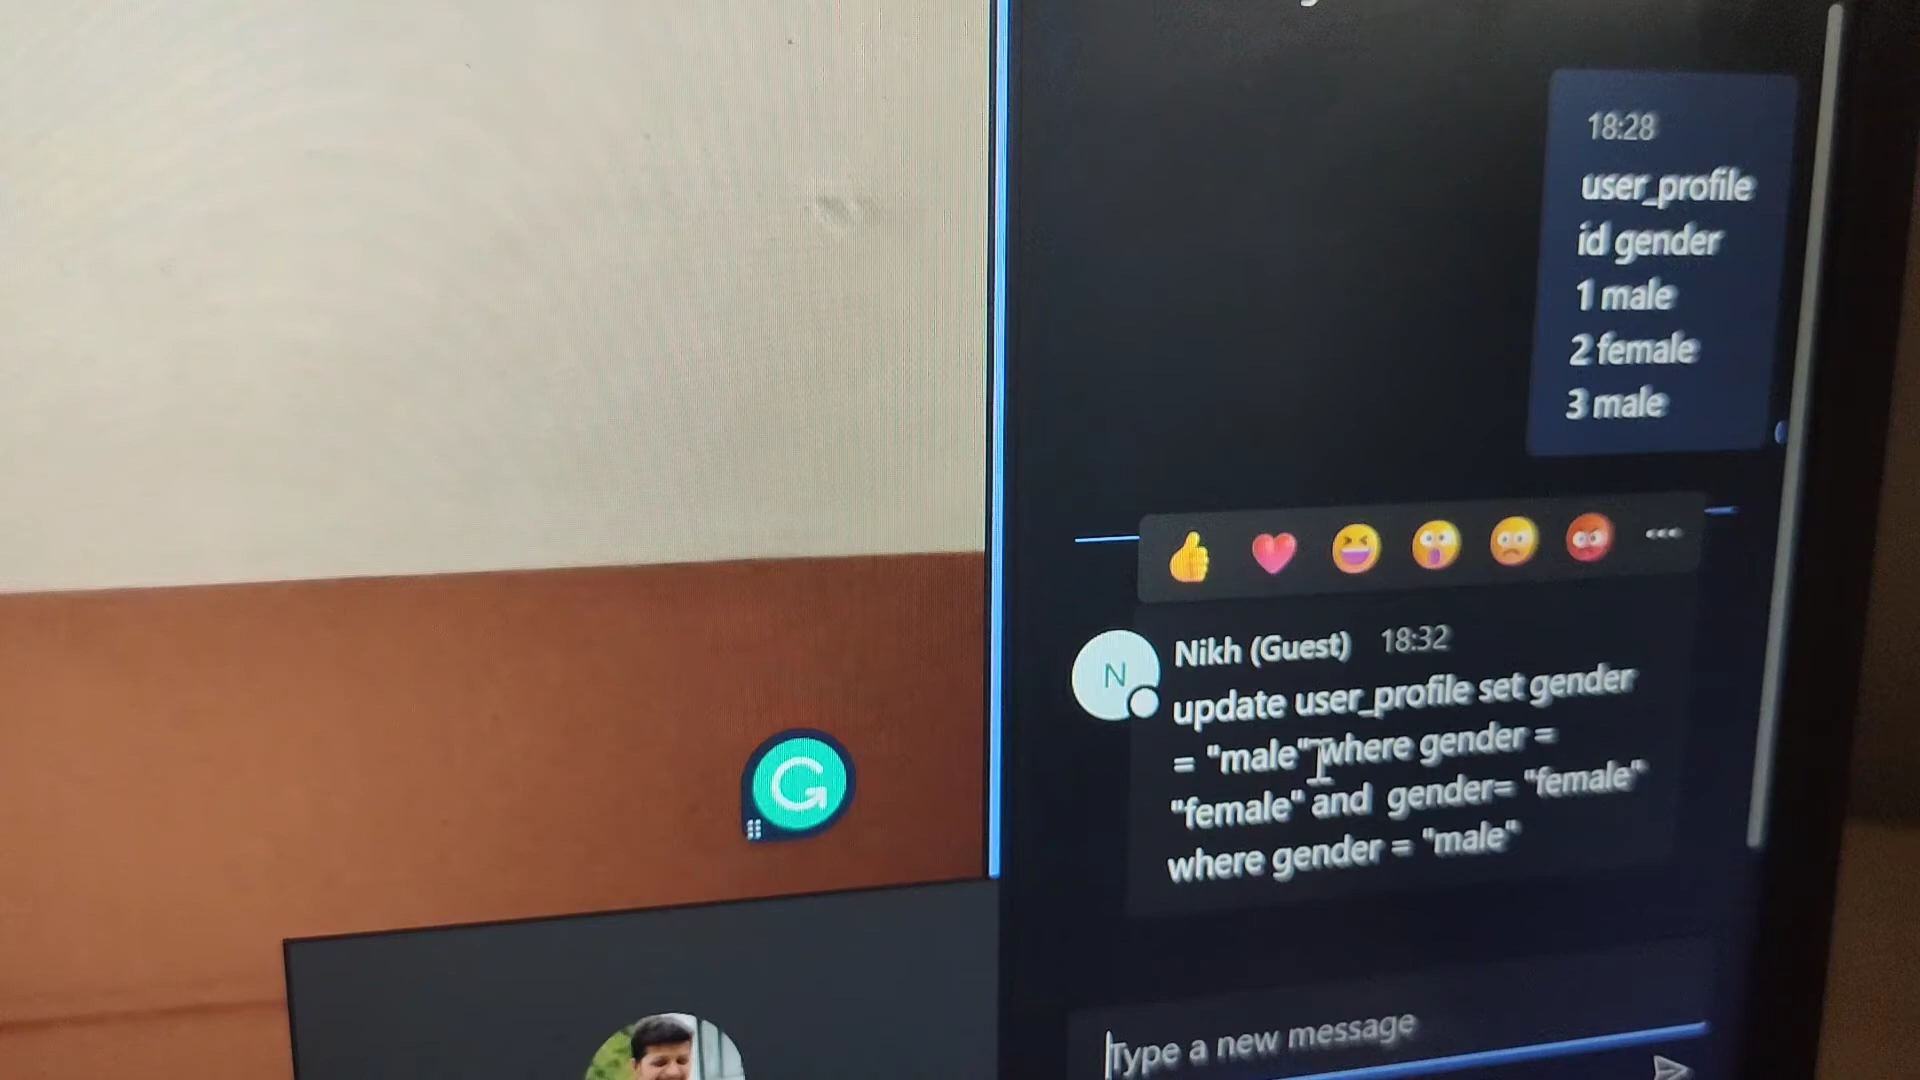 18:28
user_profile
id gender
1 male
2 female
3 male
N
Nikh (Guest) 18:32
update user_profile set gender
= "male" where gender =
"female" and gender= "female"
where gender = "male"
Type a new message